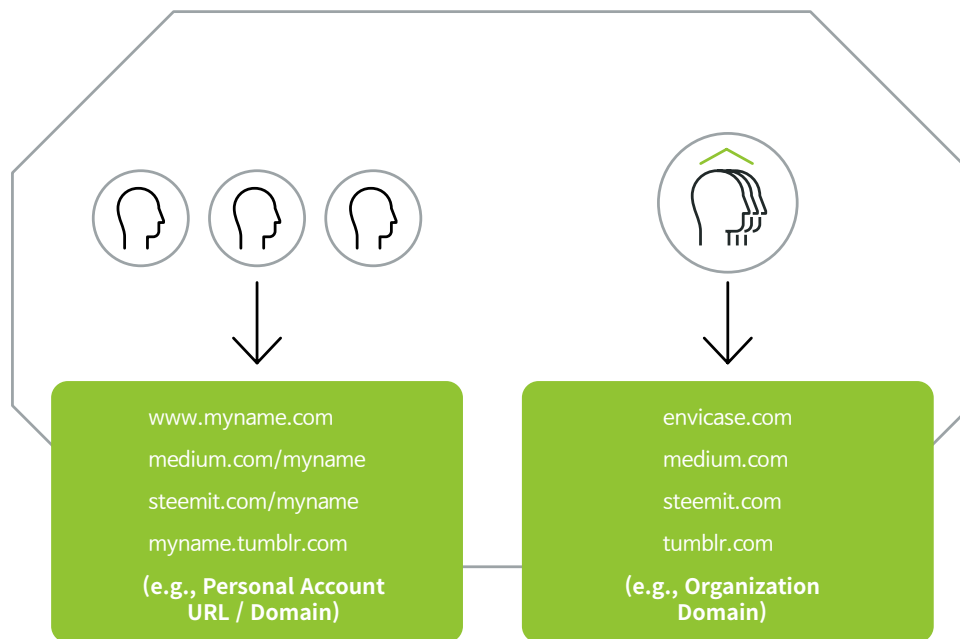 www.myname.com
medium.com/myname
steemit.com/myname
myname.tumblr.com
(e.g., Personal Account
URL / Domain)
envicase.com
medium.com
steemit.com
tumblr.com
(e.g., Organization
Domain)